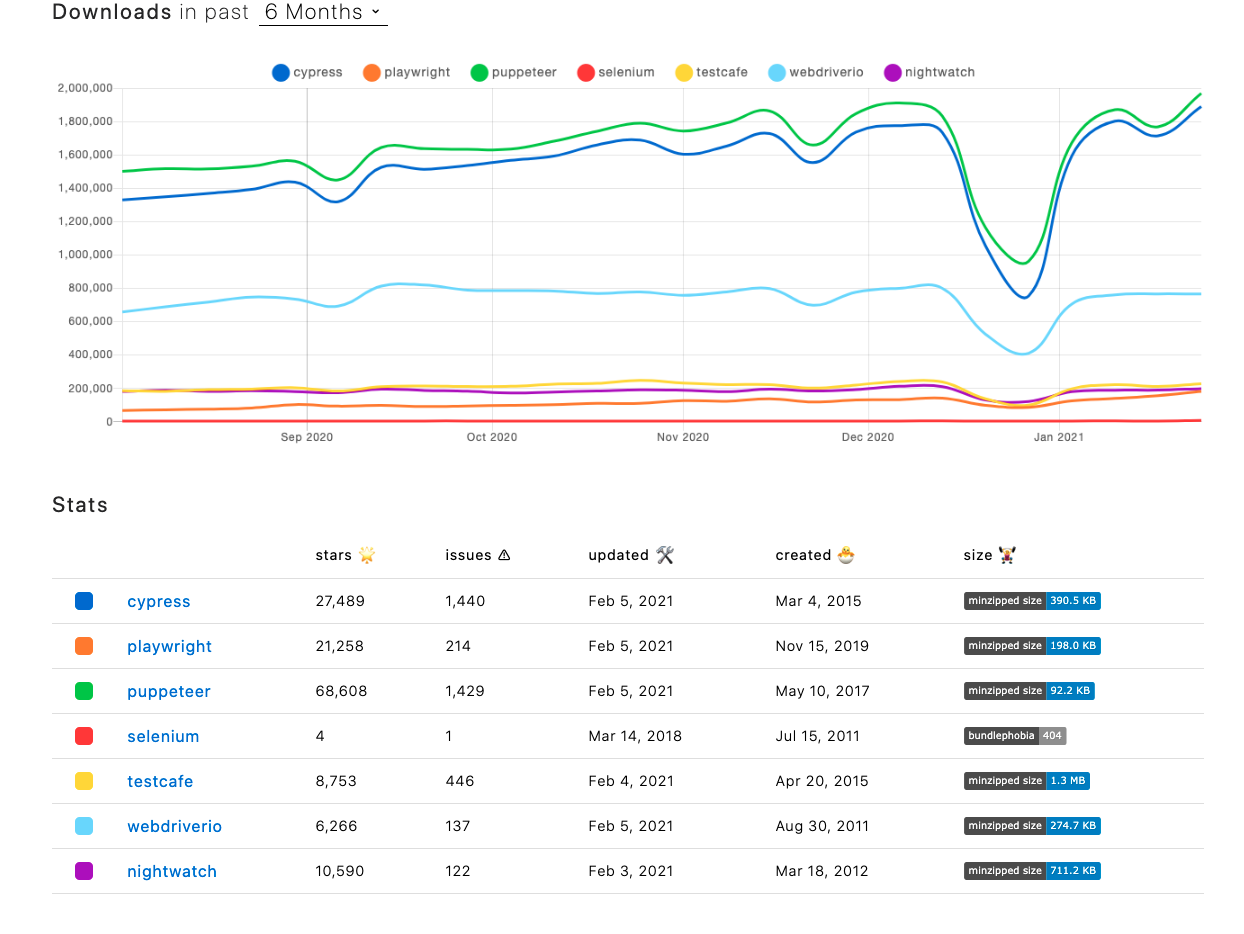 Downloads in past 6 Months
cypress playwright puppeteer selenium testcafe webdriverio nightwatch
2,000,000
1,800,000
1,600,000
1,400,000
1,200,000
1,000,000
800,000
600,000
400,000
200,000
0
Sep 2020 Oct 2020 Nov 2020 Dec 2020 Jan 2021
Stats
stars 🌟 issues ⚠ updated 🛠 created 🐣 size 🏋
cypress 27,489 1,440 Feb 5, 2021 Mar 4, 2015 minzipped size 390.5 KB
playwright 21,258 214 Feb 5, 2021 Nov 15, 2019 minzipped size 198.0 KB
puppeteer 68,608 1,429 Feb 5, 2021 May 10, 2017 minzipped size 92.2 KB
selenium 4 1 Mar 14, 2018 Jul 15, 2011 bundlephobia 404
testcafe 8,753 446 Feb 4, 2021 Apr 20, 2015 minzipped size 1.3 MB
webdriverio 6,266 137 Feb 5, 2021 Aug 30, 2011 minzipped size 274.7 KB
nightwatch 10,590 122 Feb 3, 2021 Mar 18, 2012 minzipped size 711.2 KB